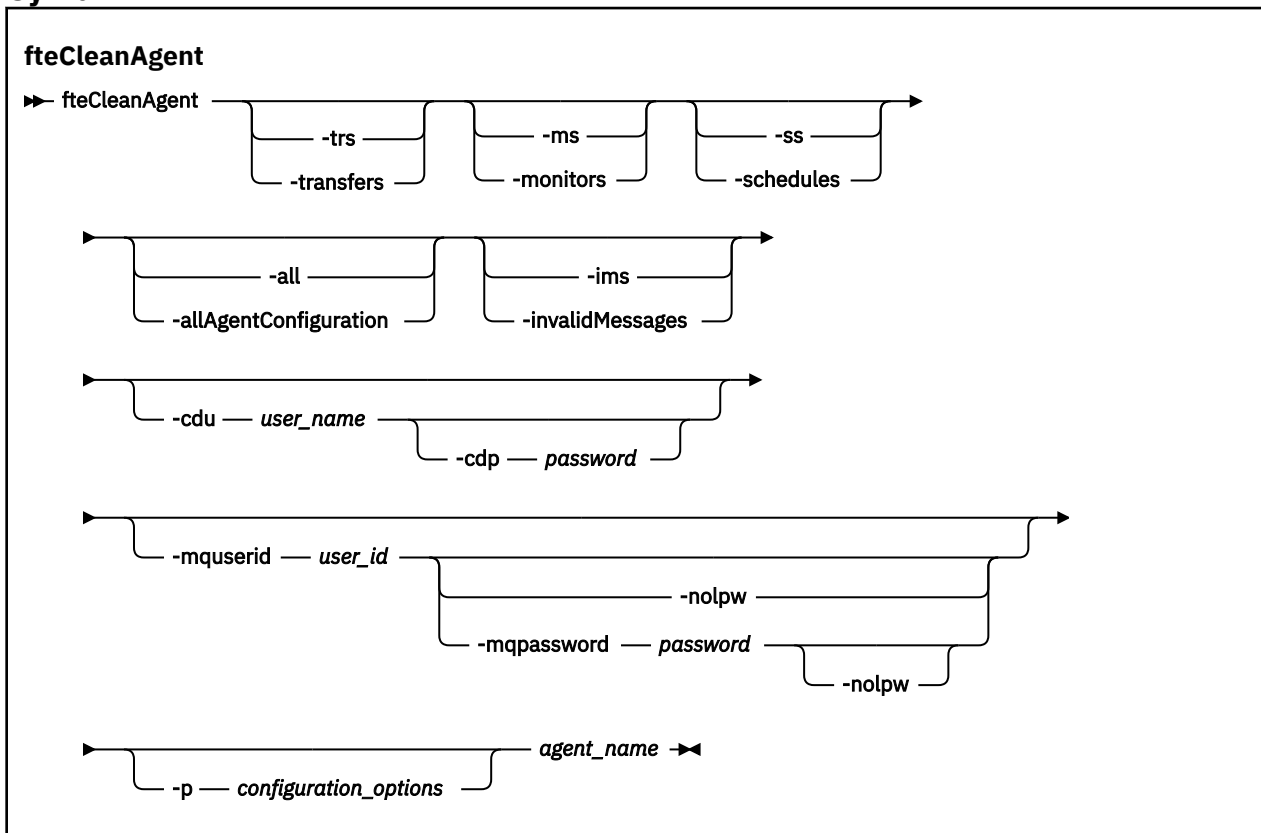 fteCleanAgent
fteCleanAgent
-trs -ms -ss
-transfers -monitors -schedules
-all -ims
-allAgentConfiguration -invalidMessages
-cdu user_name
-cdp password
-mquserid user_id
-nolpw
-mqpassword password
-nolpw
agent_name
-p configuration_options